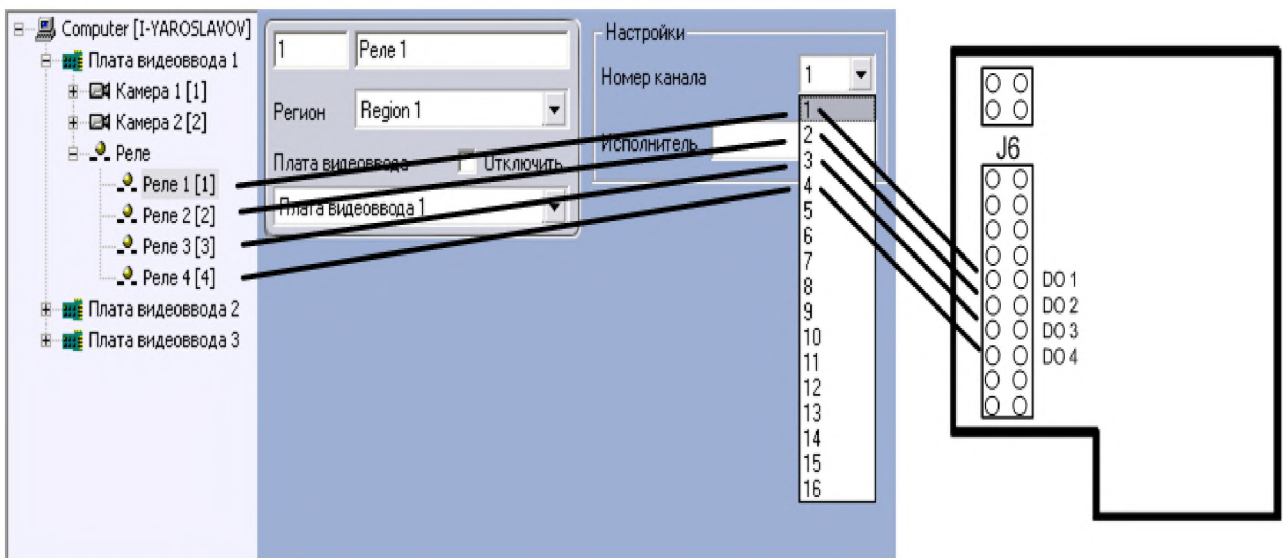 Computer [I-YAROSLAVOV]
Плата видеоввода 1
Камера 1 [1]
Камера 2 [2]
Реле
Реле 1 [1]
Реле 2 [2]
Реле 3 [3]
Реле 4 [4]
Плата видеоввода 2
Плата видеоввода 3
1
Реле 1
Регион
Region 1
Плата видеоввода
Отключить
Плата видеоввода 1
Настройки
Номер канала
1
Исполнитель
1
2
3
4
5
6
7
8
9
10
11
12
13
14
15
16
J6
DO 1
DO 2
DO 3
DO 4